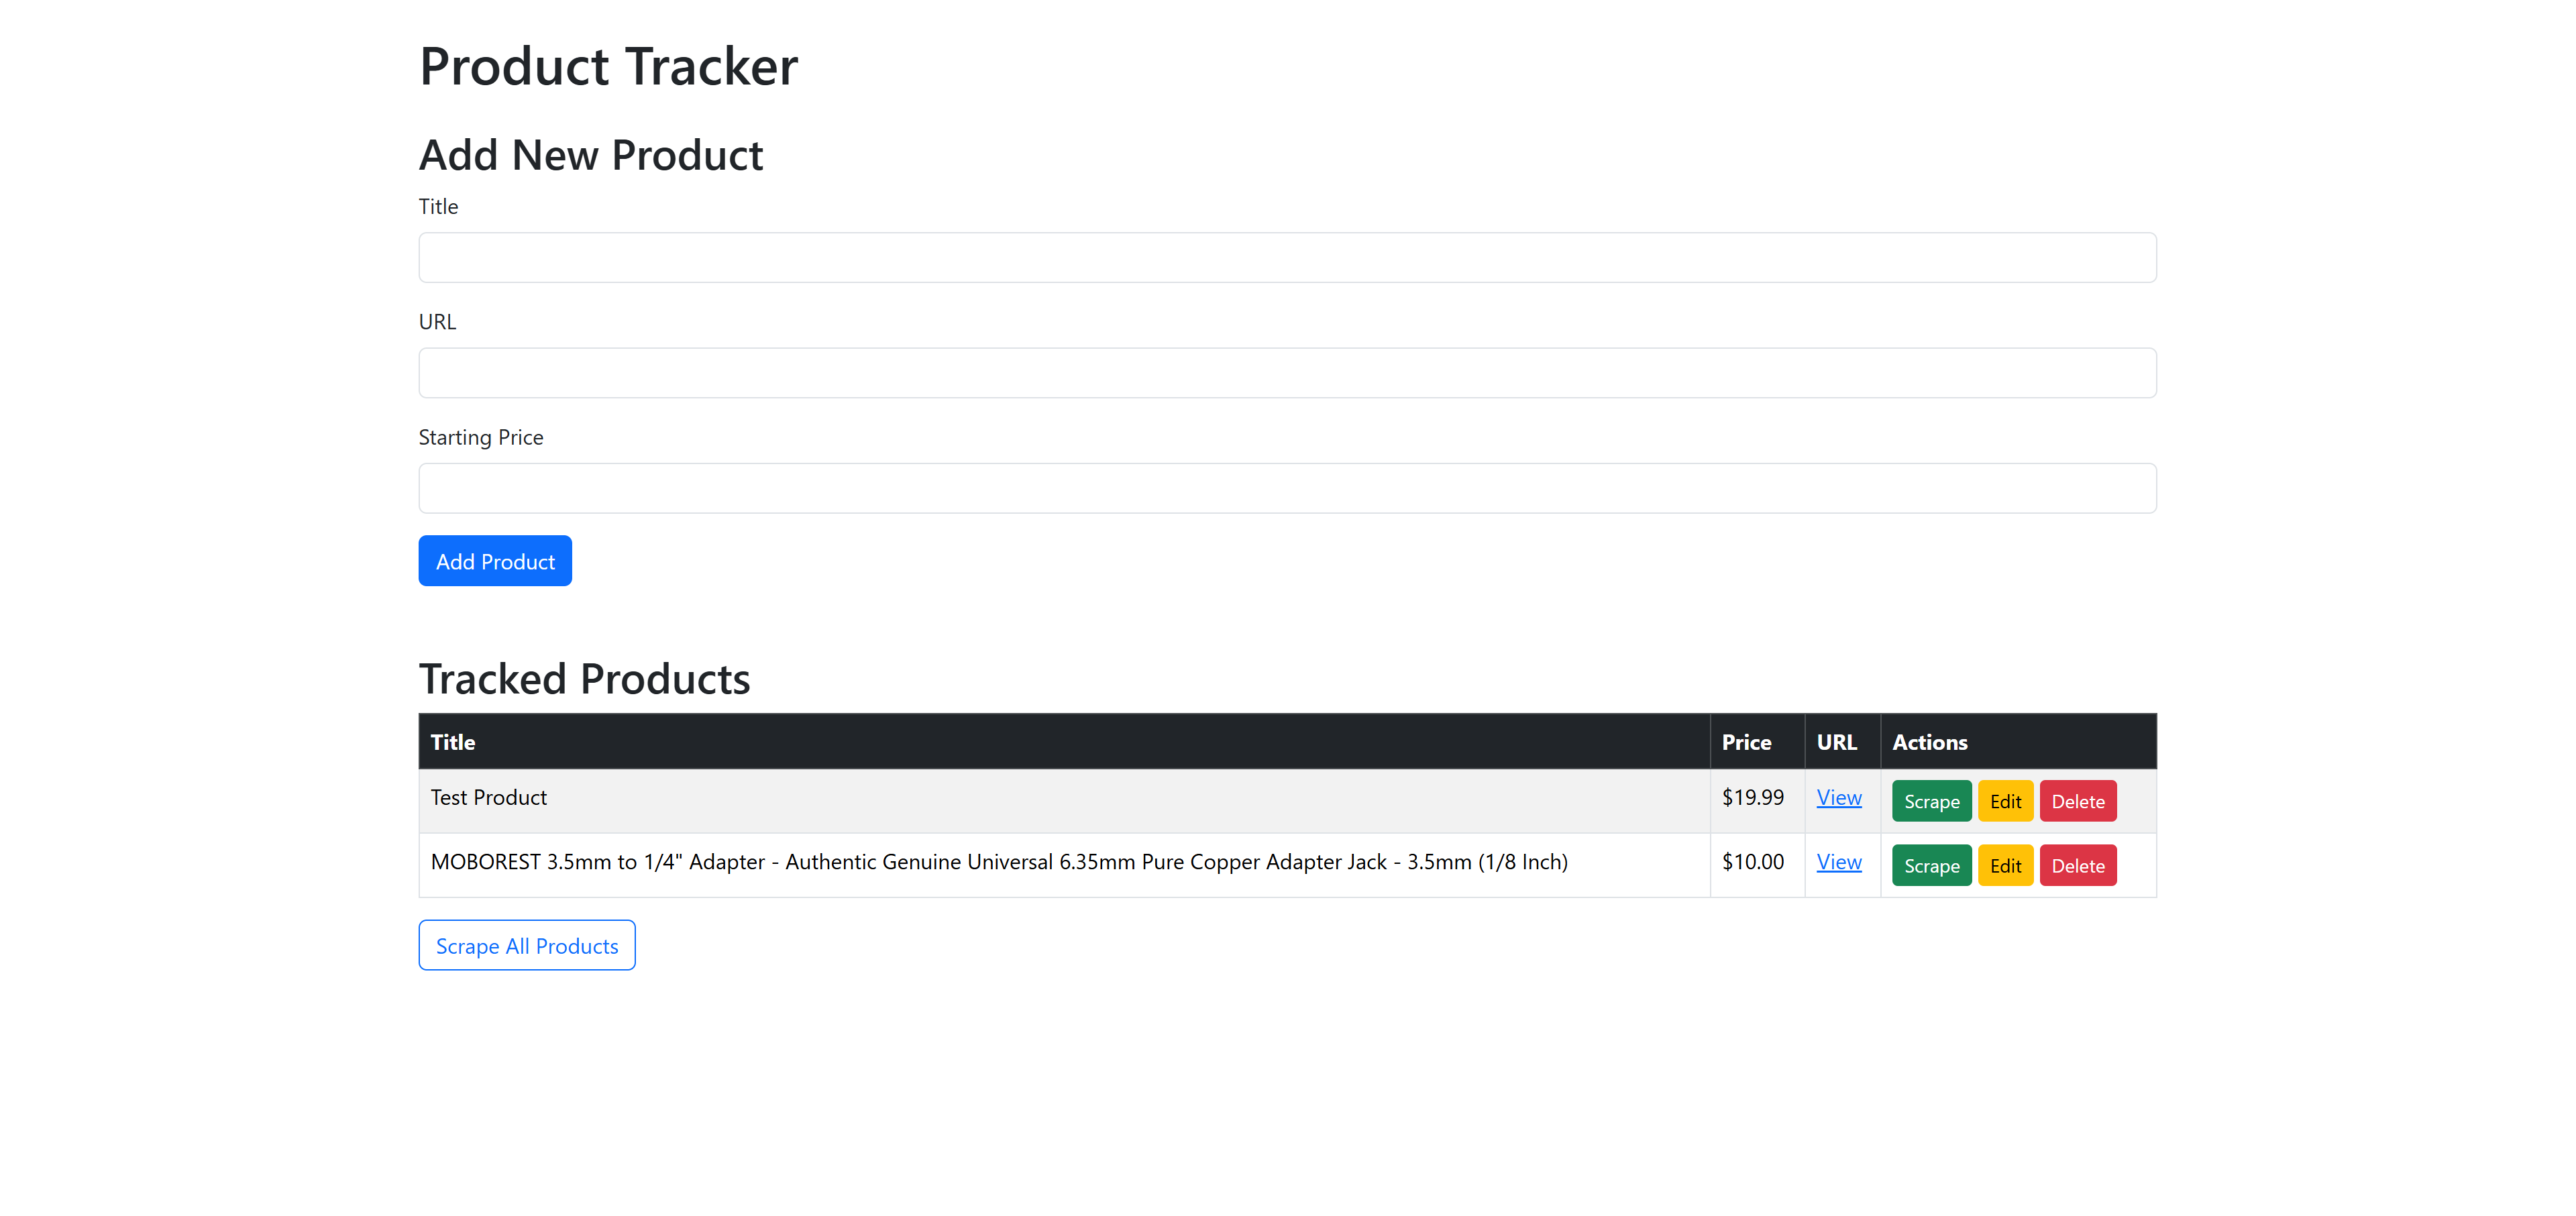 Product Tracker
Add New Product
Title
URL
Starting Price
Add Product
Tracked Products
Title Price URL Actions
Test Product $19.99 View Scrape Edit Delete
MOBOREST 3.5mm to 1/4" Adapter - Authentic Genuine Universal 6.35mm Pure Copper Adapter Jack - 3.5mm (1/8 Inch) $10.00 View Scrape Edit Delete
Scrape All Products